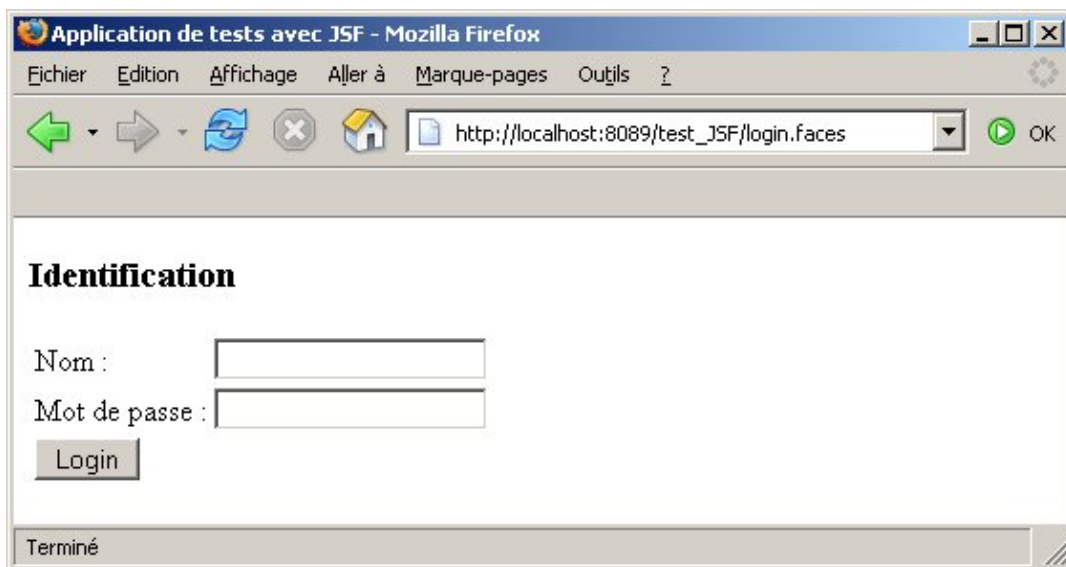 Application de tests avec JSF - Mozilla Firefox
Fichier Edition Affichage Aller à Marque-pages Outils ?
http://localhost:8089/test_JSF/login.faces OK
Identification
Nom :
Mot de passe :
Login
Terminé